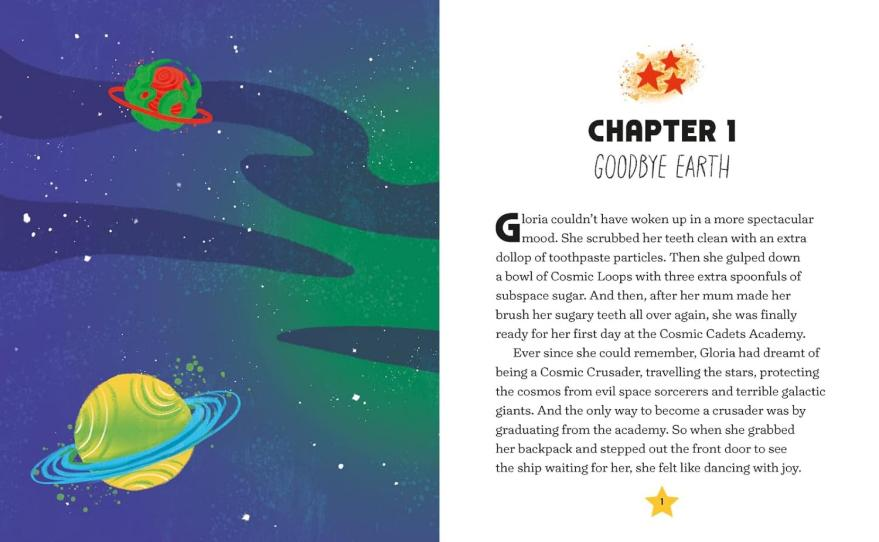 CHAPTER 1
GOODBYE EARTH
Gloria couldn't have woken up in a more spectacular
mood. She scrubbed her teeth clean with an extra
dollop of toothpaste particles. Then she gulped down
a bowl of Cosmic Loops with three extra spoonfuls of
subspace sugar. And then, after her mum made her
brush her sugary teeth all over again, she was finally
ready for her first day at the Cosmic Cadets Academy.
Ever since she could remember, Gloria had dreamt of
being a Cosmic Crusader, travelling the stars, protecting
the cosmos from evil space sorcerers and terrible galactic
giants. And the only way to become a crusader was by
graduating from the academy. So when she grabbed
her backpack and stepped out the front door to see
the ship waiting for her, she felt like dancing with joy.
1